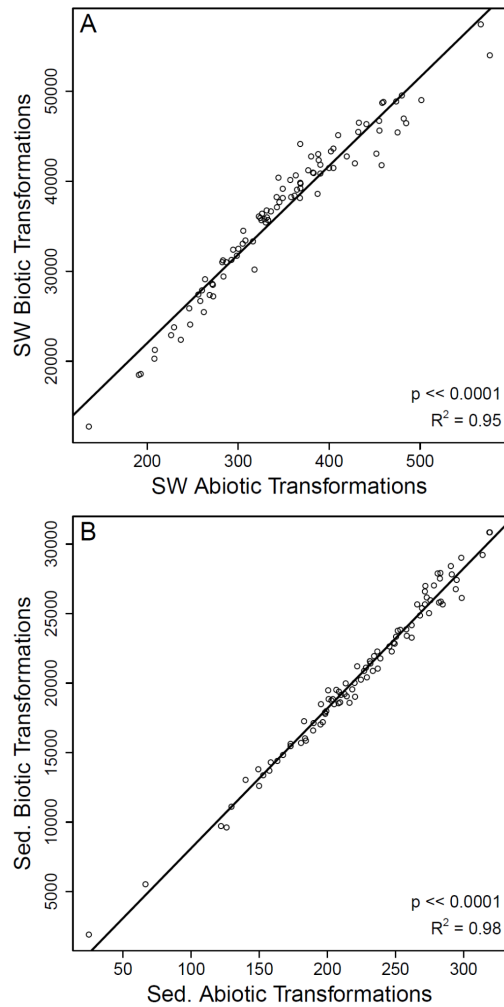 A
50000
40000
30000
20000
SW Biotic Transformations
p << 0.0001
R² = 0.95
200 300 400 500
SW Abiotic Transformations
B
30000
25000
20000
15000
10000
5000
Sed. Biotic Transformations
p << 0.0001
R² = 0.98
50 100 150 200 250 300
Sed. Abiotic Transformations